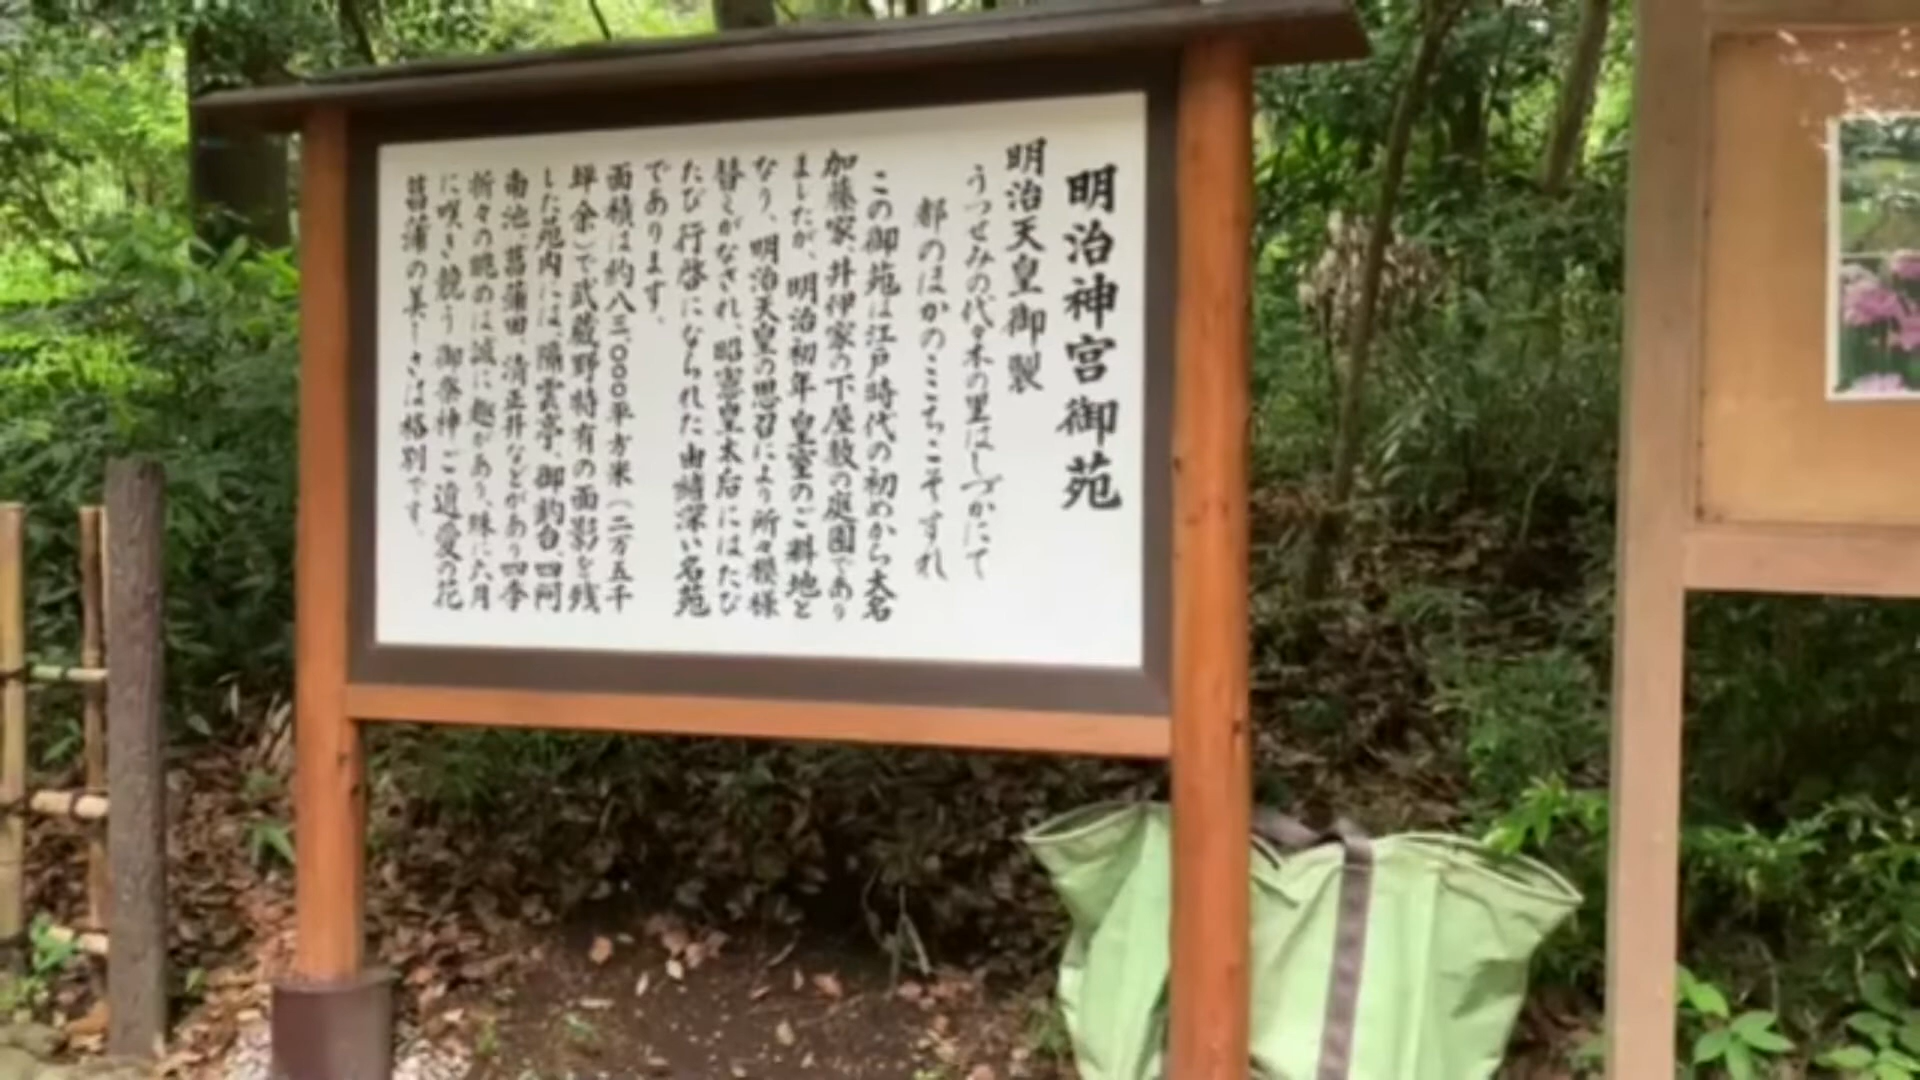 明治神宮御苑
明治天皇御製
うつせみの代々木の里はしづかにて
都のほかのここちこそすれ
この御苑は江戸時代の初めから大名
加藤家、井伊家の下屋敷の庭園であり
ましたが、明治初年皇室のご料地と
なり、明治天皇の思召により所々模様
替えがなされ、昭憲皇太后にはたび
たび行啓になられた由緒深い名苑
であります。
面積は約八三、〇〇〇平方米(二万五千
坪余)で武蔵野特有の面影を残
した苑内には、隔雲亭、御釣台、四阿
南池、菖蒲田、清正井などがあり四季
折々の眺めは誠に趣があり、殊に六月
に咲き競う御祭神ご遺愛の花
菖蒲の美しさは格別です。